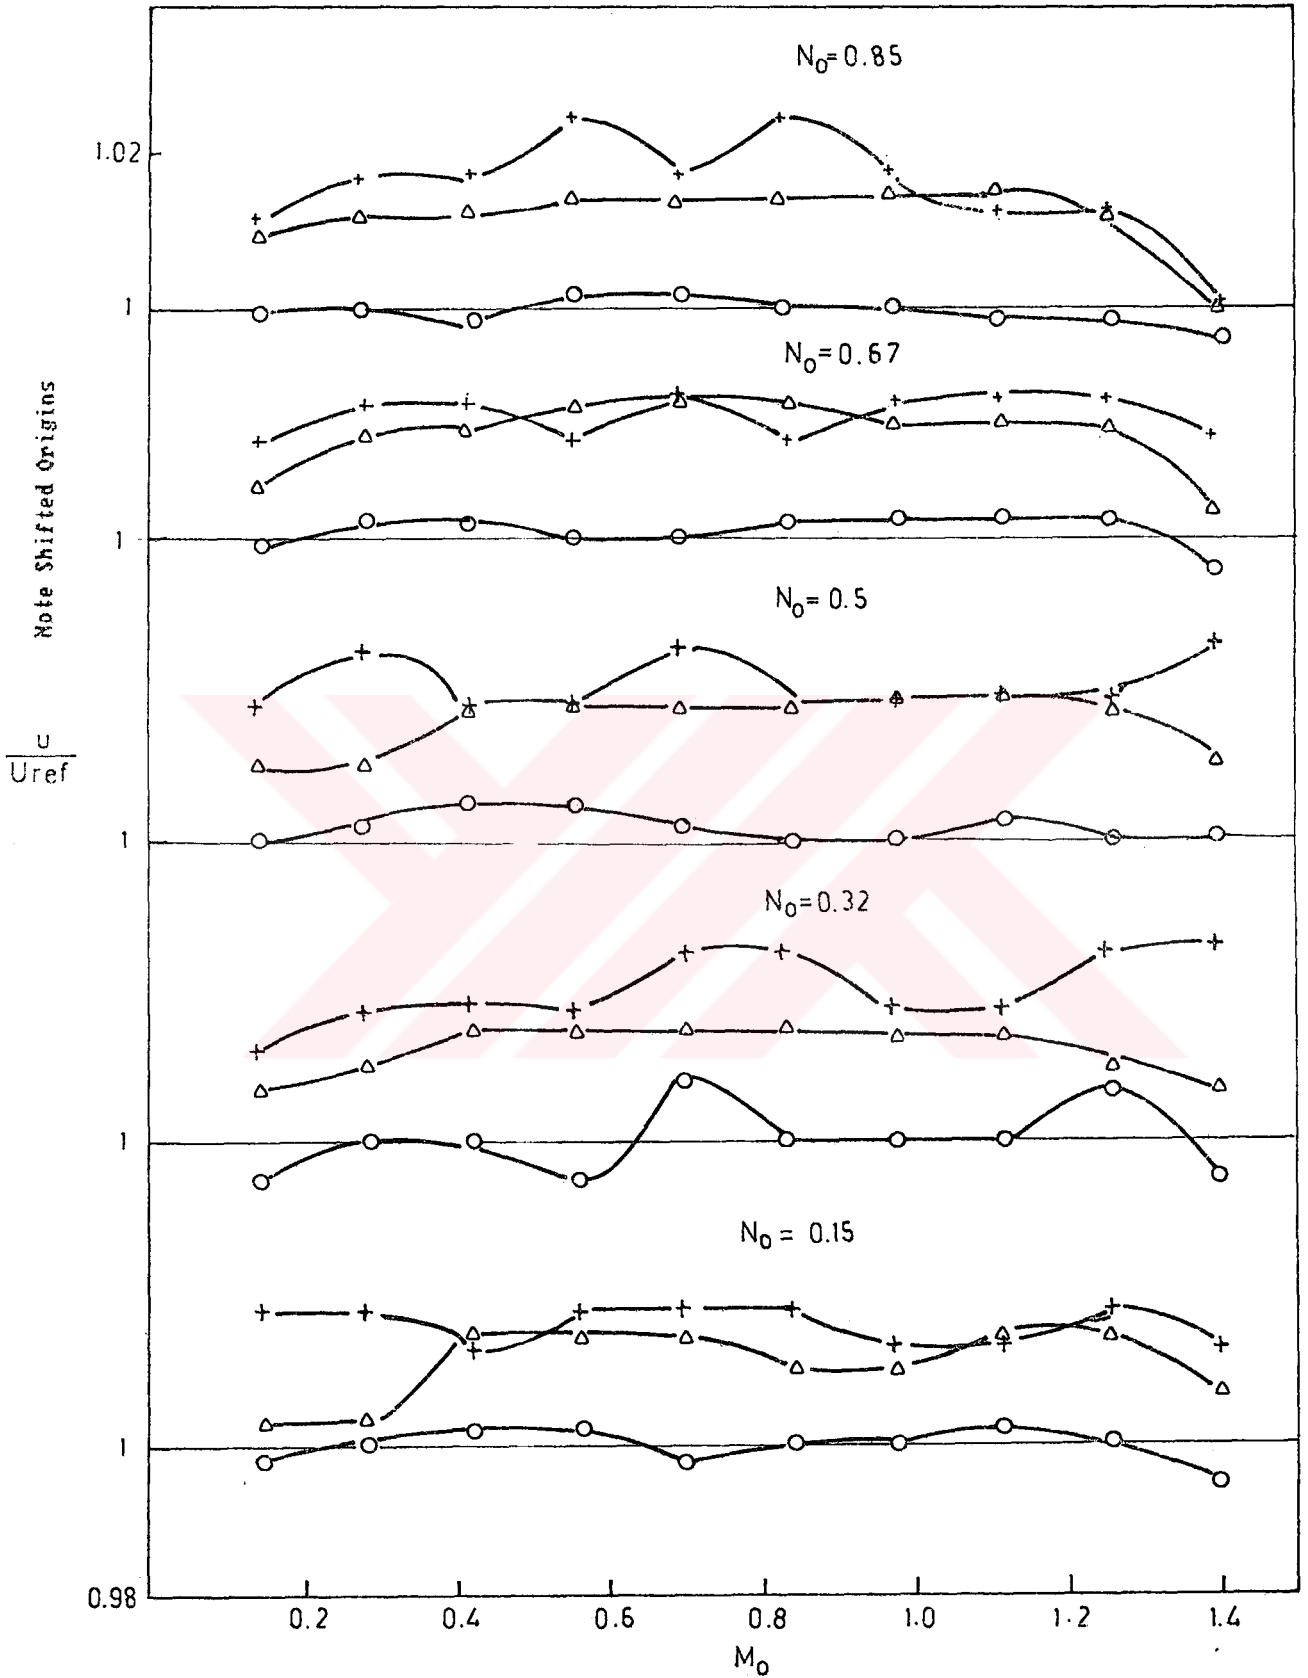 N₀=0.85
1.02
1
N₀=0.67
Note Shifted Origins
1
N₀= 0.5
u
Uref
1
N₀=0.32
1
N₀ = 0.15
1
0.98
0.2 0.4 0.6 0.8 1.0 1.2 1.4
M₀